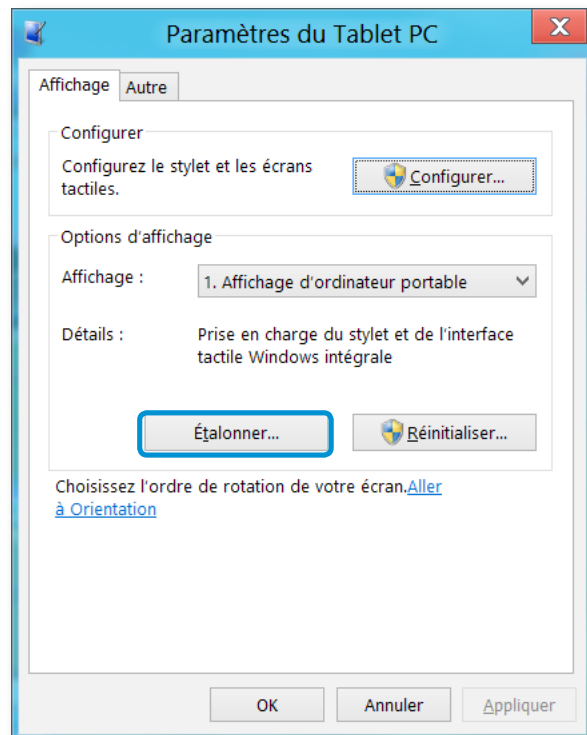 Paramètres du Tablet PC
X
Affichage
Autre
Configurer
Configurez le stylet et les écrans
tactiles.
Configurer...
Options d'affichage
Affichage :
1. Affichage d'ordinateur portable
Détails :
Prise en charge du stylet et de l'interface
tactile Windows intégrale
Étalonner...
Réinitialiser...
Choisissez l'ordre de rotation de votre écran.Aller
à Orientation
OK
Annuler
Appliquer